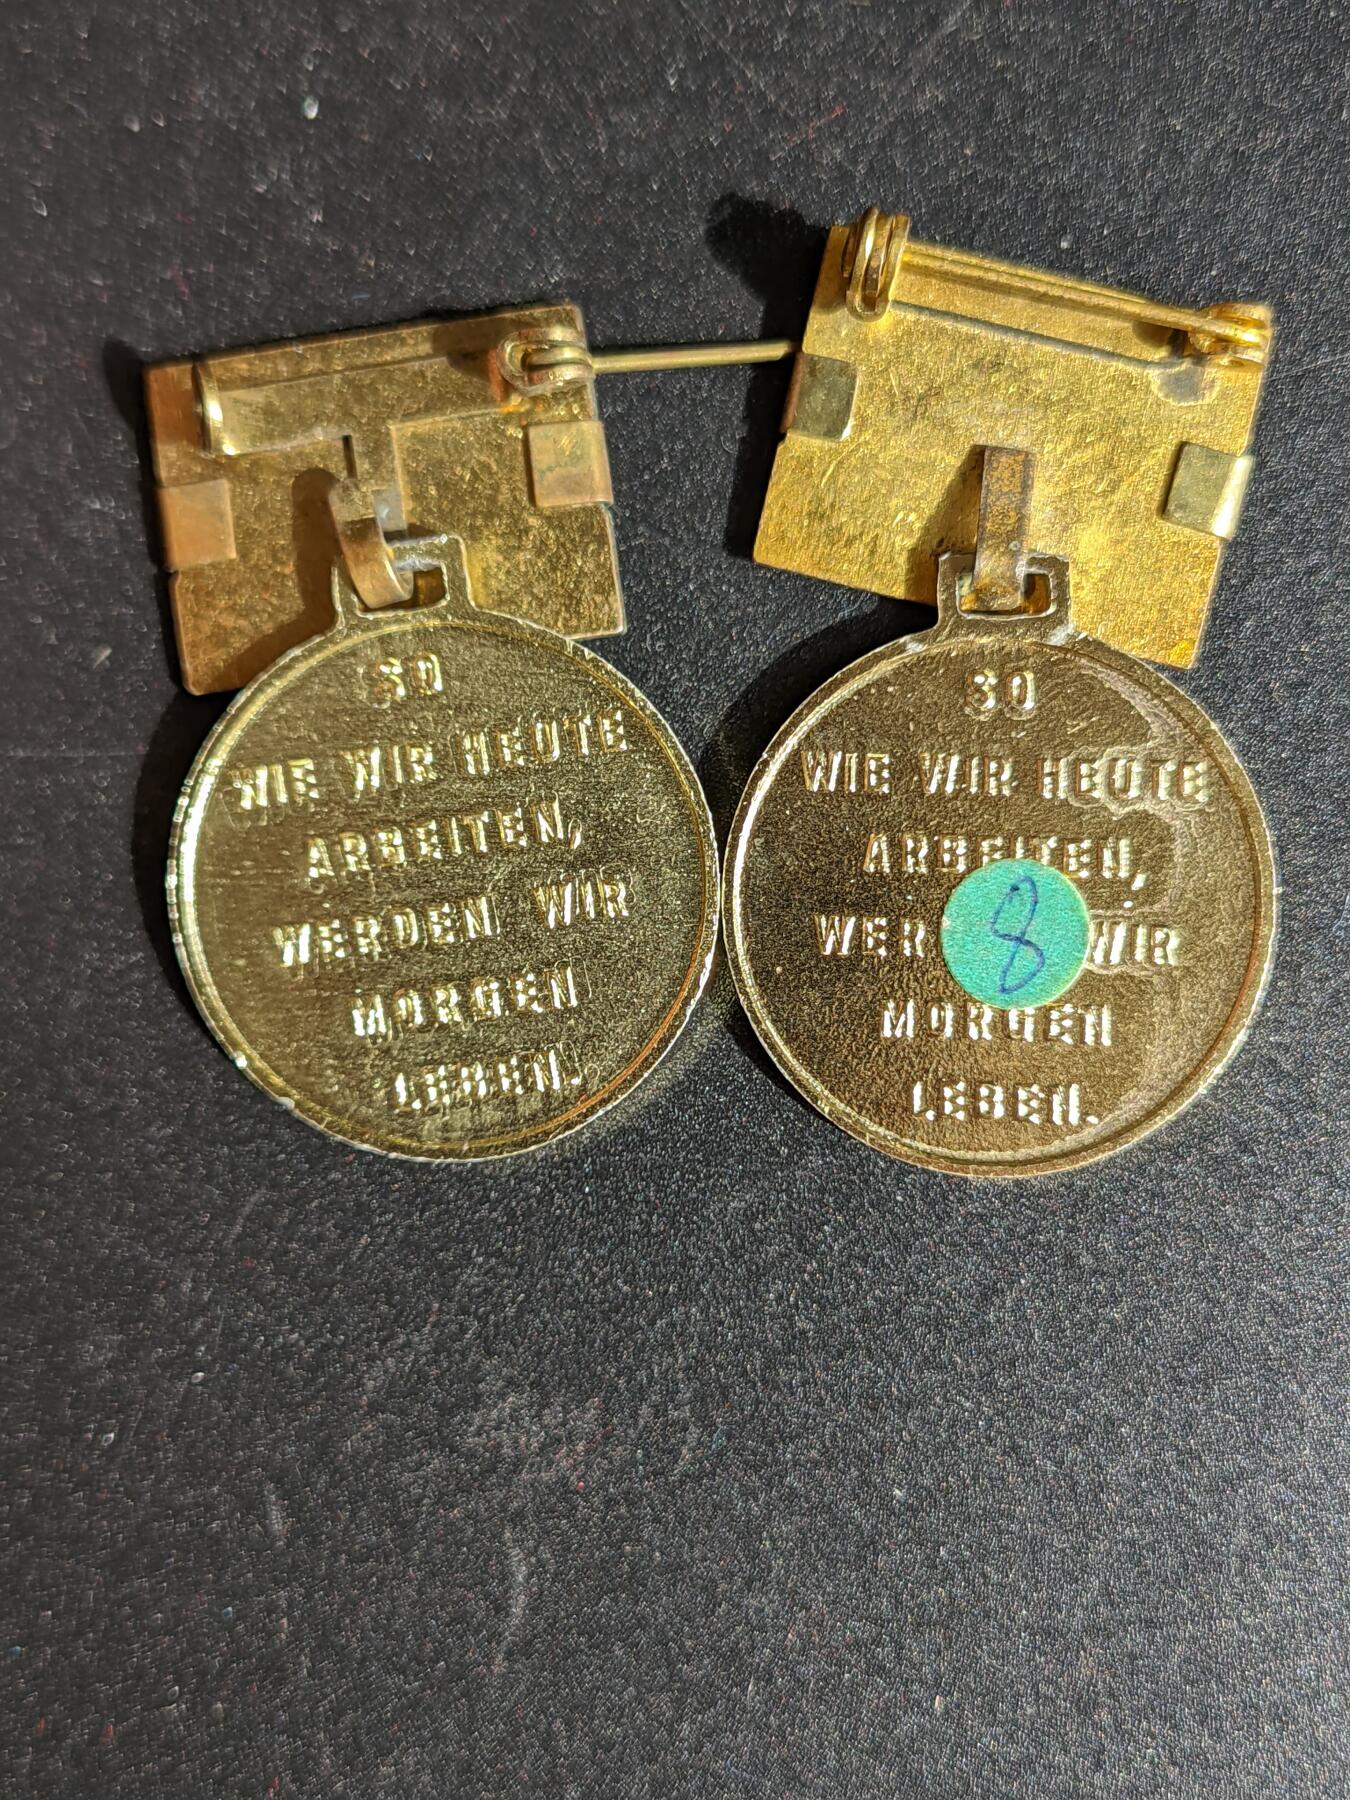 SO
WIE WIR HEUTE
ARBEITEN,
WERDEN WIR
MORGEN
LEBEN.
SO
WIE WIR HEUTE
ARBEITEN,
WER WIR
MORGEN
LEBEN.
8